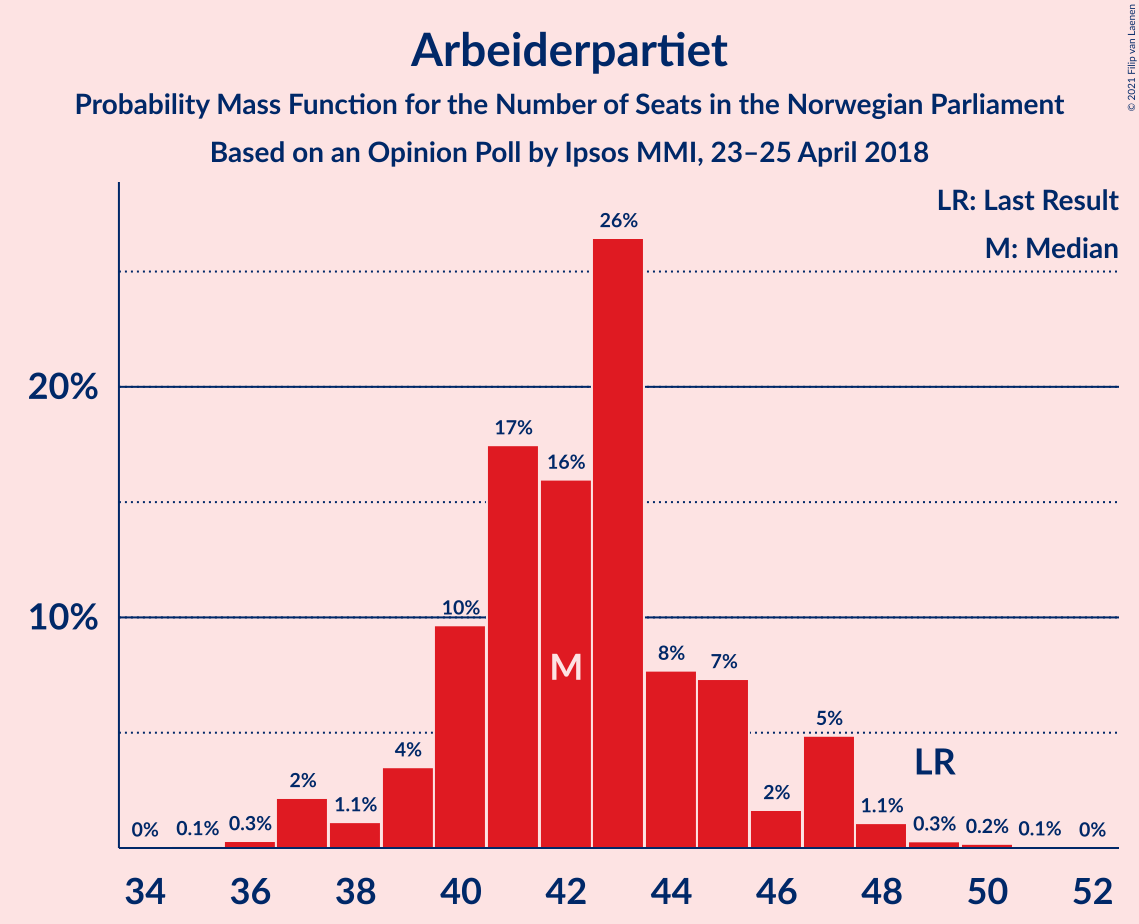 Arbeiderpartiet
Probability Mass Function for the Number of Seats in the Norwegian Parliament
Based on an Opinion Poll by Ipsos MMI, 23–25 April 2018
© 2021 Filip van Laenen
LR: Last Result
M: Median
20%
10%
0%
0.1%
0.3%
2%
1.1%
4%
10%
17%
16%
26%
8%
7%
2%
5%
1.1%
0.3%
0.2%
0.1%
0%
M
LR
34 36 38 40 42 44 46 48 50 52